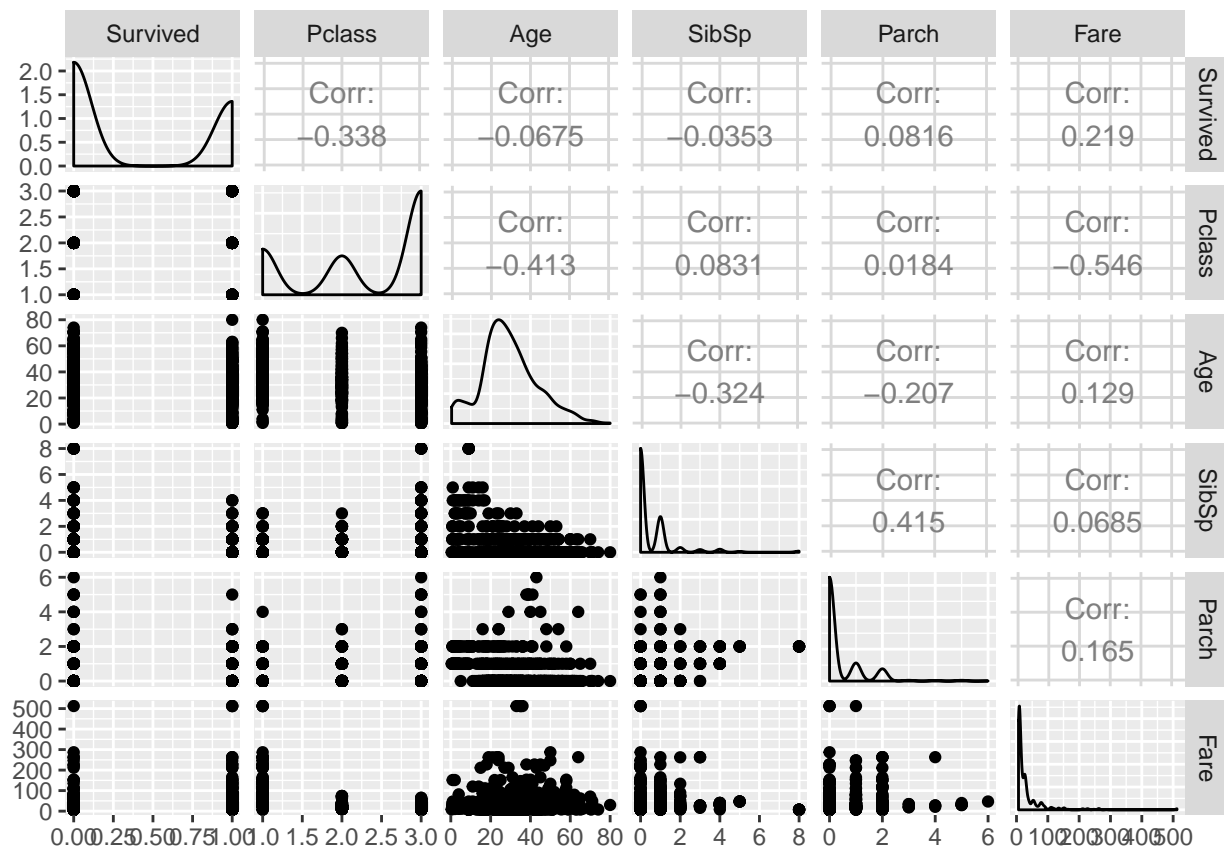 Survived Pclass Age SibSp Parch Fare
2.0
1.5
1.0
0.5
0.0
Corr:
−0.338
Corr:
−0.0675
Corr:
−0.0353
Corr:
0.0816
Corr:
0.219
Survived
3.0
2.5
2.0
1.5
1.0
Corr:
−0.413
Corr:
0.0831
Corr:
0.0184
Corr:
−0.546
Pclass
80
60
40
20
0
Corr:
−0.324
Corr:
−0.207
Corr:
0.129
Age
8
6
4
2
0
Corr:
0.415
Corr:
0.0685
SibSp
6
4
2
0
Corr:
0.165
Parch
500
400
300
200
100
0
Fare
0.00 0.25 0.50 0.75 1.00 1.0 1.5 2.0 2.5 3.0 0 20 40 60 80 0 2 4 6 8 0 2 4 6 0 100 200 300 400 500